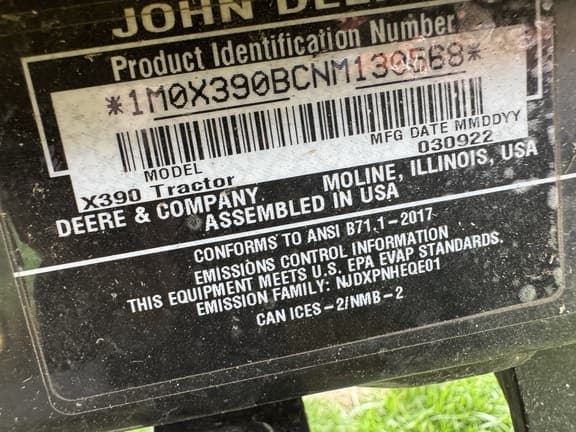 JOHN DEERE
Product Identification Number
*1M0X390BCNM139568*
MFG DATE MMDDYY
MODEL 030922
X390 Tractor
DEERE & COMPANY MOLINE, ILLINOIS, USA
ASSEMBLED IN USA
CONFORMS TO ANSI B71.1-2017
EMISSIONS CONTROL INFORMATION
THIS EQUIPMENT MEETS U.S. EPA EVAP STANDARDS.
EMISSION FAMILY: NJDXPNHEQE01
CAN ICES-2/NMB-2